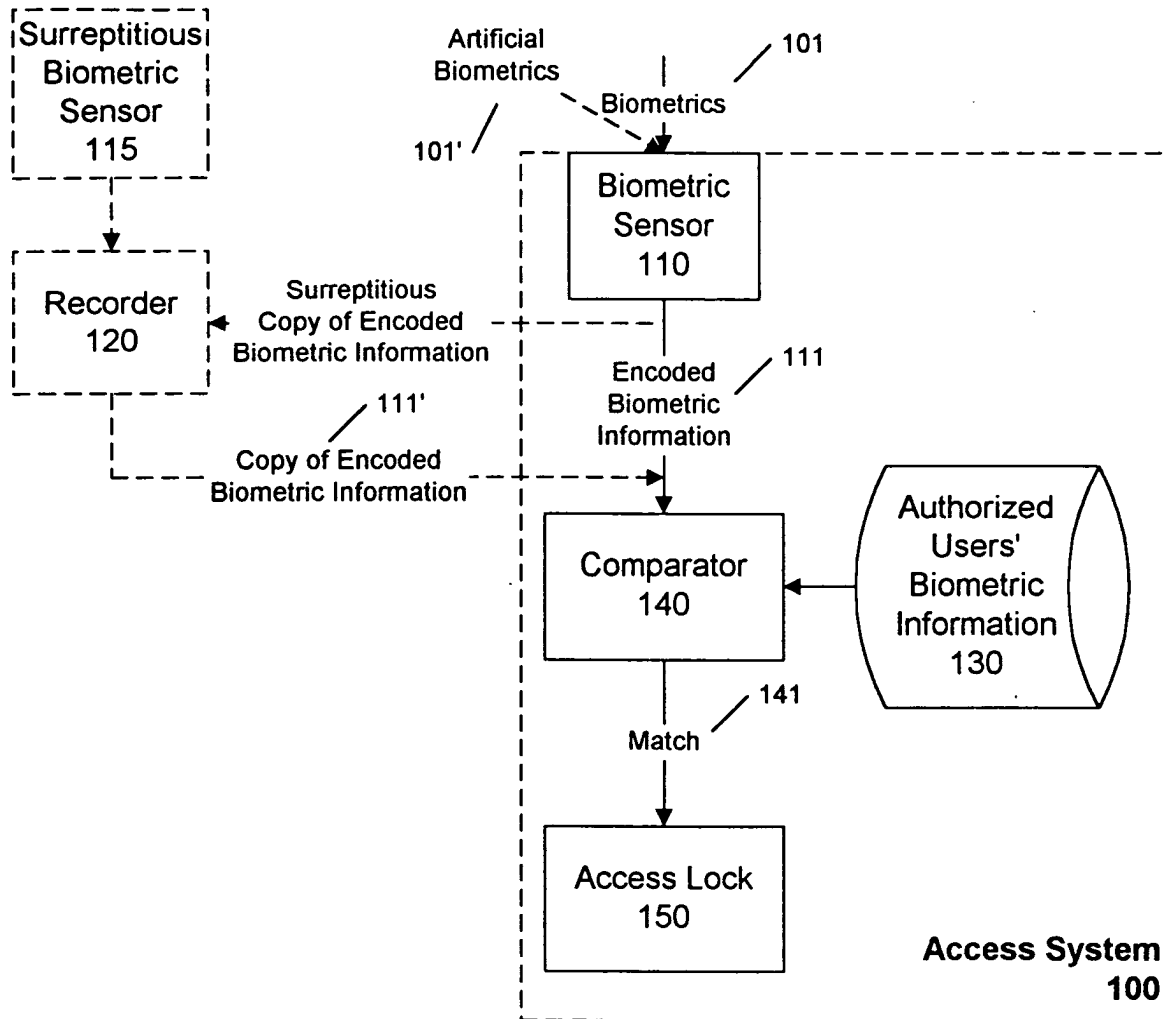 Surreptitious
Biometric
Sensor
115
Artificial
Biometrics
101
Biometrics
101'
Biometric
Sensor
110
Recorder
120
Surreptitious
Copy of Encoded
Biometric Information
Encoded
Biometric
Information
111
111'
Copy of Encoded
Biometric Information
Comparator
140
Authorized
Users'
Biometric
Information
130
141
Match
Access Lock
150
Access System
100